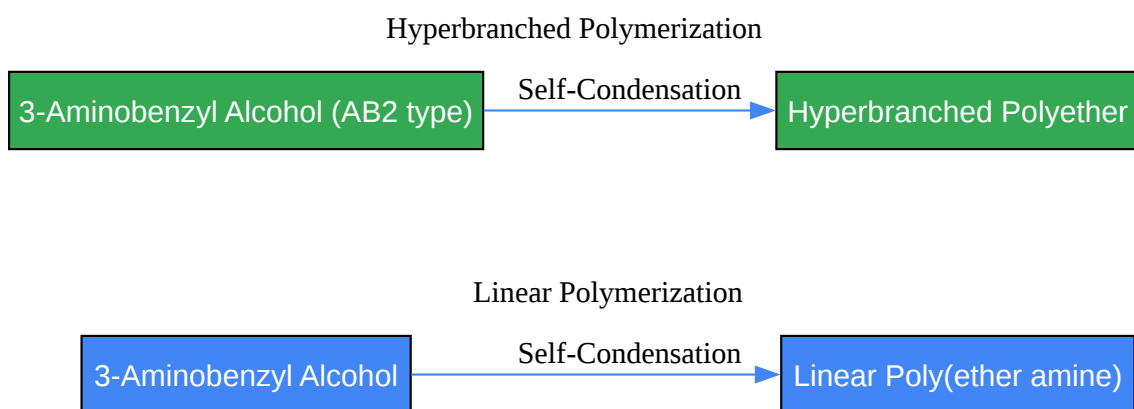 Hyperbranched Polymerization
3-Aminobenzyl Alcohol (AB2 type)
Self-Condensation
Hyperbranched Polyether
Linear Polymerization
3-Aminobenzyl Alcohol
Self-Condensation
Linear Poly(ether amine)